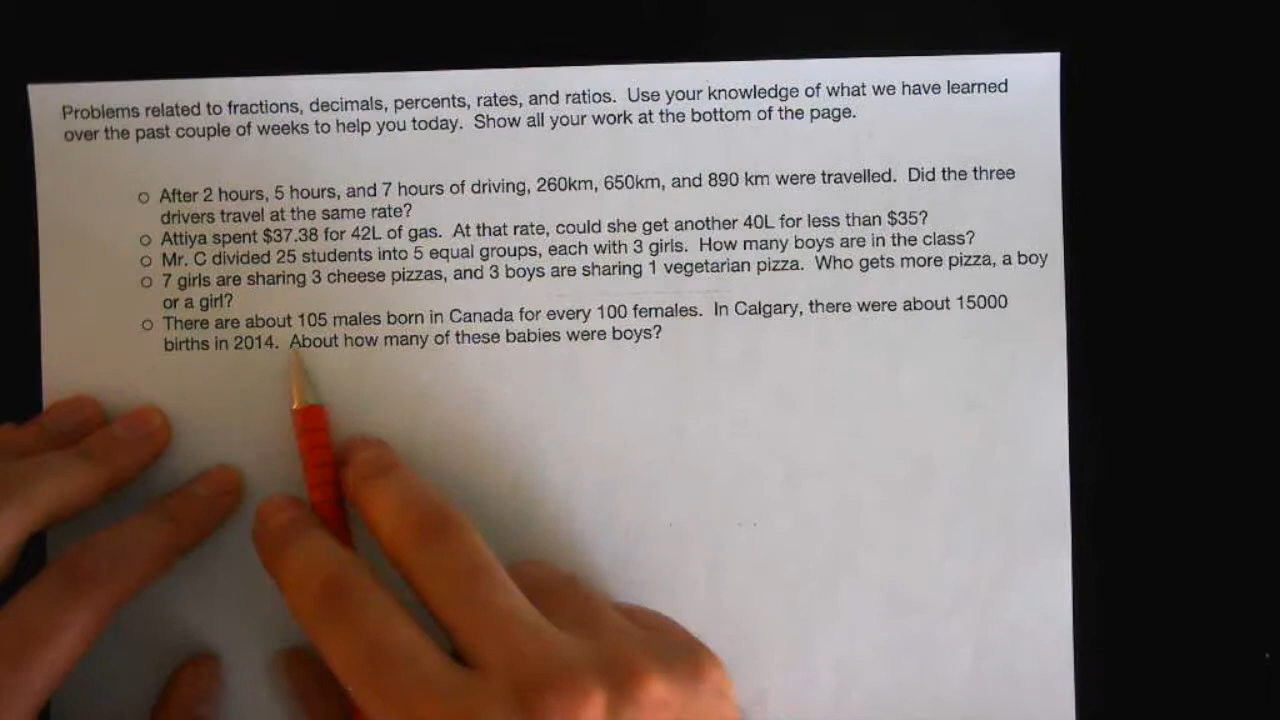 Problems related to fractions, decimals, percents, rates, and ratios. Use your knowledge of what we have learned
over the past couple of weeks to help you today. Show all your work at the bottom of the page.
o After 2 hours, 5 hours, and 7 hours of driving, 260km, 650km, and 890 km were travelled. Did the three
drivers travel at the same rate?
o Attiya spent $37.38 for 42L of gas. At that rate, could she get another 40L for less than $35?
o Mr. C divided 25 students into 5 equal groups, each with 3 girls. How many boys are in the class?
o 7 girls are sharing 3 cheese pizzas, and 3 boys are sharing 1 vegetarian pizza. Who gets more pizza, a boy
or a girl?
o There are about 105 males born in Canada for every 100 females. In Calgary, there were about 15000
births in 2014. About how many of these babies were boys?